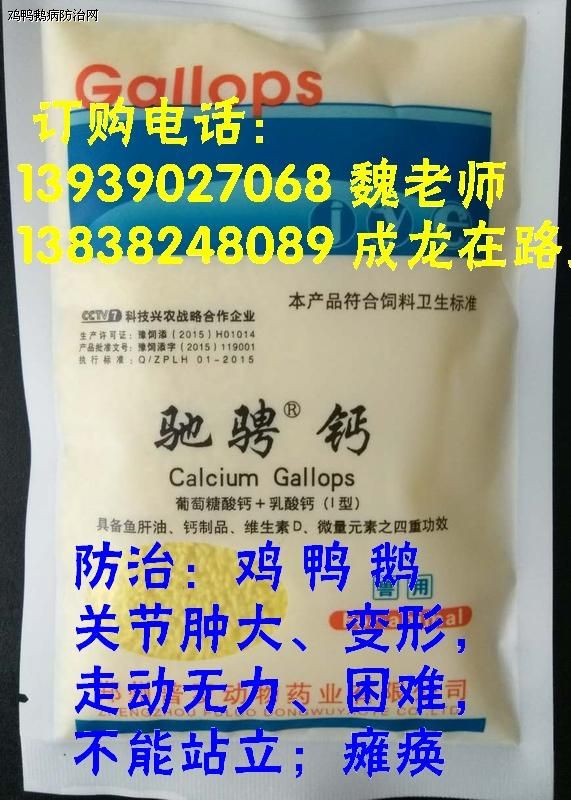 鸡鸭鹅病防治网
Gallops
订购电话：
13939027068 魏老师
13838248089 成龙在路
本产品符合饲料卫生标准
CCTV 7 科技兴农战略合作企业
生产许可证：豫饲添（2015）H01014
产品批准文号：豫饲添字（2015）119001
执行标准：Q/ZPLH 01-2015
驰骋® 钙
Calcium Gallops
葡萄糖酸钙＋乳酸钙（I型）
具备鱼肝油、钙制品、维生素D、微量元素之四重功效
防治：鸡 鸭 鹅
兽 用
关节肿大、变形，
走动无力、困难，
不能站立；瘫痪